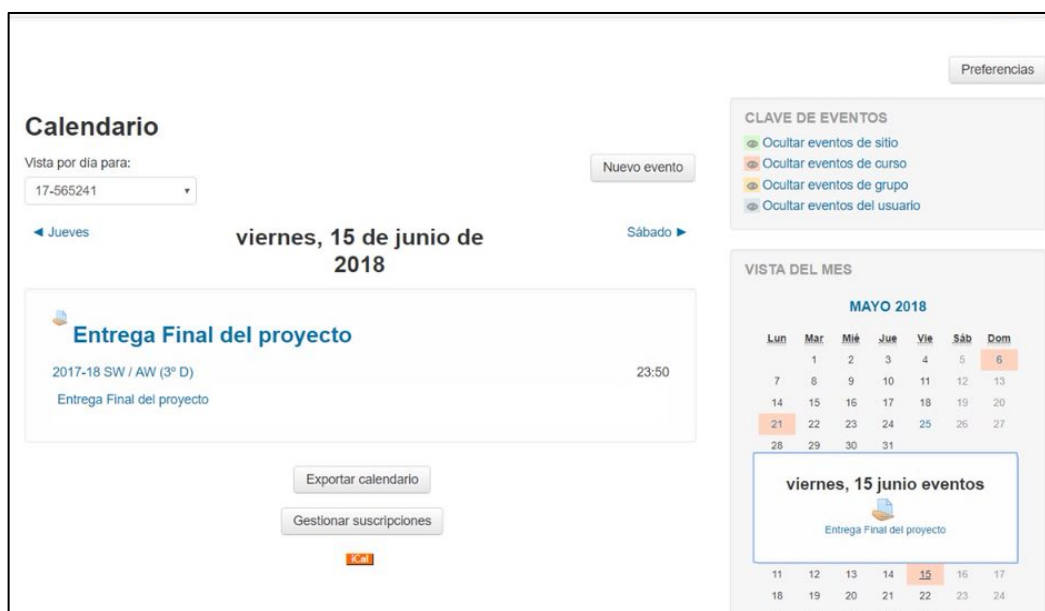 Preferencias
Calendario
Vista por día para:
17-565241
Nuevo evento
◄ Jueves
viernes, 15 de junio de
2018
Sábado ►
Entrega Final del proyecto
2017-18 SW / AW (3º D)
23:50
Entrega Final del proyecto
Exportar calendario
Gestionar suscripciones
iCal
CLAVE DE EVENTOS
Ocultar eventos de sitio
Ocultar eventos de curso
Ocultar eventos de grupo
Ocultar eventos del usuario
VISTA DEL MES
MAYO 2018
Lun Mar Mié Jue Vie Sáb Dom
1 2 3 4 5 6
7 8 9 10 11 12 13
14 15 16 17 18 19 20
21 22 23 24 25 26 27
28 29 30 31
viernes, 15 junio eventos
Entrega Final del proyecto
11 12 13 14 15 16 17
18 19 20 21 22 23 24